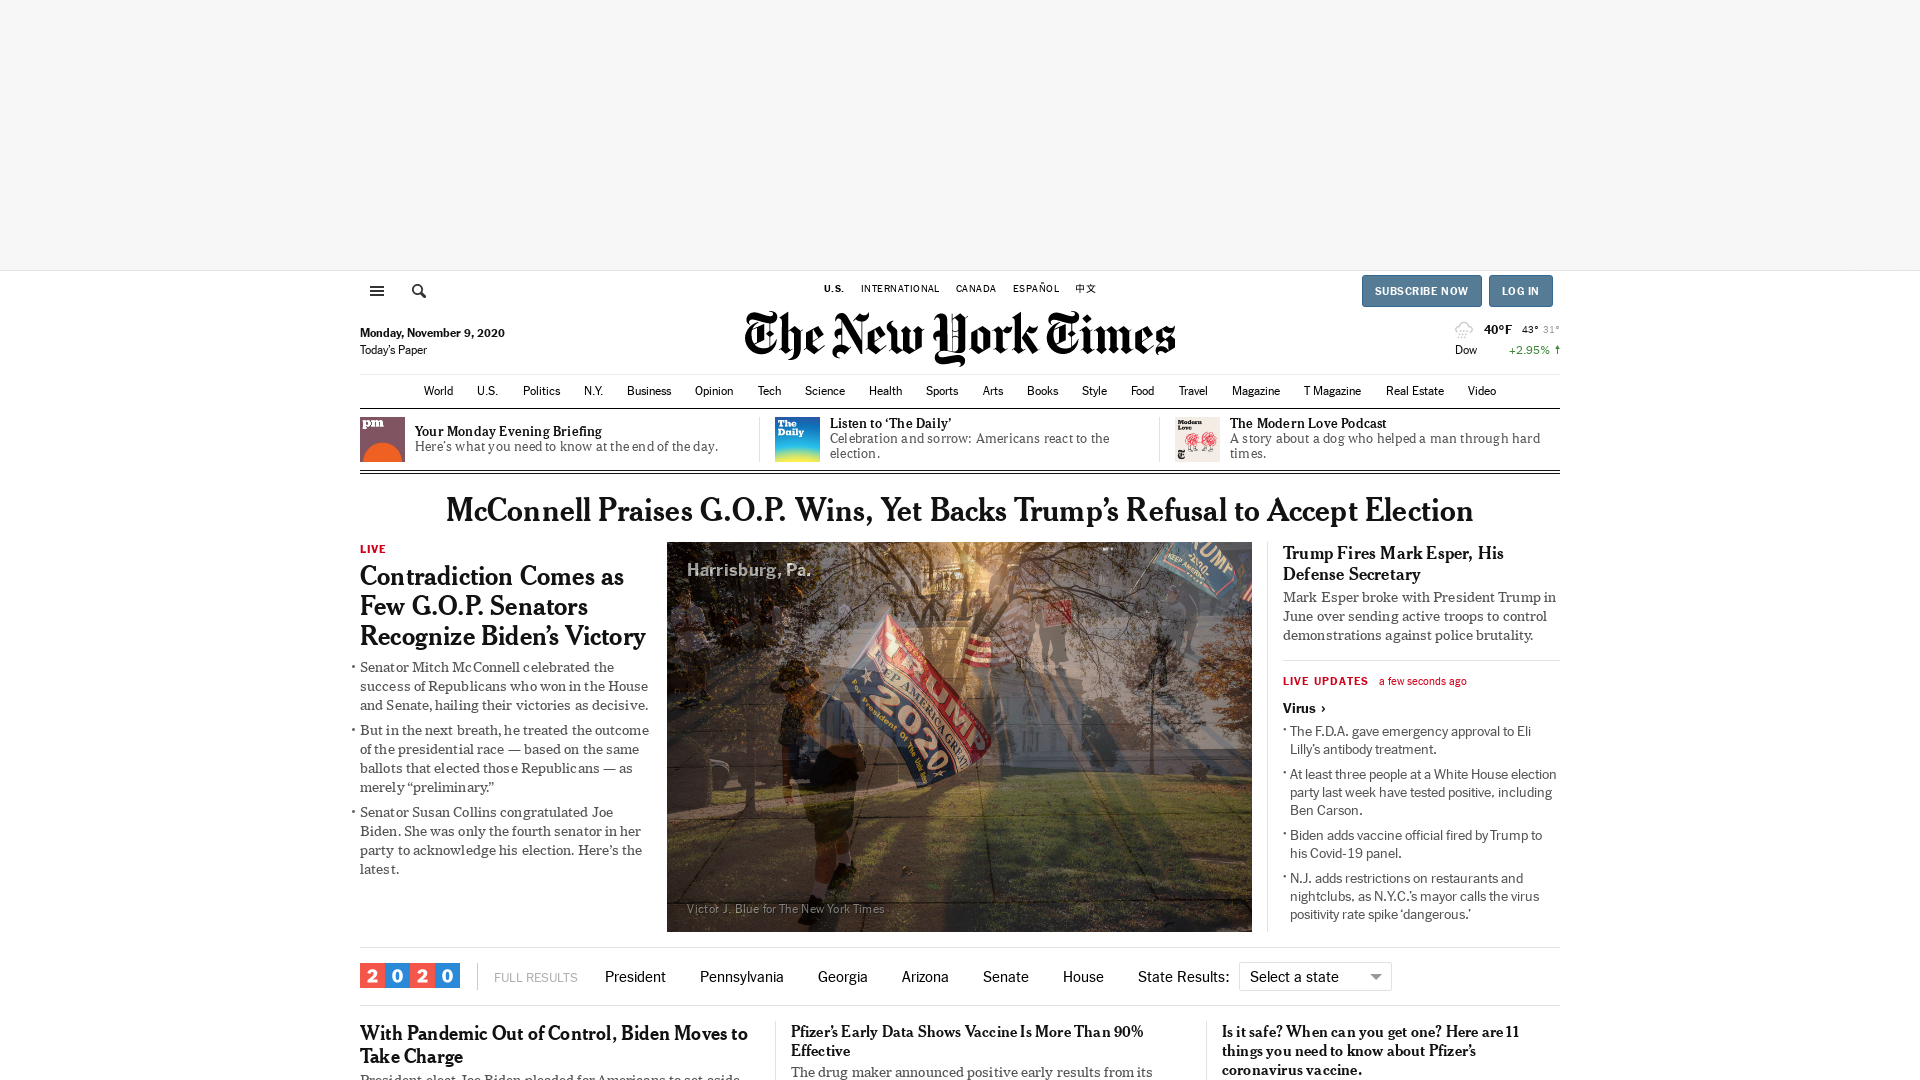 U.S. INTERNATIONAL CANADA ESPAÑOL 中文
SUBSCRIBE NOW LOG IN
Monday, November 9, 2020
Today's Paper
The New York Times
40°F 43° 31°
Dow +2.95% ↑
World U.S. Politics N.Y. Business Opinion Tech Science Health Sports Arts Books Style Food Travel Magazine T Magazine Real Estate Video
pm
Your Monday Evening Briefing
Here's what you need to know at the end of the day.
The
Daily
Listen to ‘The Daily’
Celebration and sorrow: Americans react to the
election.
Modern
Love
The Modern Love Podcast
A story about a dog who helped a man through hard
times.
McConnell Praises G.O.P. Wins, Yet Backs Trump’s Refusal to Accept Election
LIVE
Contradiction Comes as
Few G.O.P. Senators
Recognize Biden’s Victory
• Senator Mitch McConnell celebrated the
success of Republicans who won in the House
and Senate, hailing their victories as decisive.
• But in the next breath, he treated the outcome
of the presidential race — based on the same
ballots that elected those Republicans — as
merely “preliminary.”
• Senator Susan Collins congratulated Joe
Biden. She was only the fourth senator in her
party to acknowledge his election. Here’s the
latest.
Harrisburg, Pa.
TRUMP
KEEP AMERICA
TRUMP
KEEP AMERICA GREAT
2020
For President Of The
Victor J. Blue for The New York Times
Trump Fires Mark Esper, His
Defense Secretary
Mark Esper broke with President Trump in
June over sending active troops to control
demonstrations against police brutality.
LIVE UPDATES a few seconds ago
Virus ›
• The F.D.A. gave emergency approval to Eli
Lilly’s antibody treatment.
• At least three people at a White House election
party last week have tested positive, including
Ben Carson.
• Biden adds vaccine official fired by Trump to
his Covid-19 panel.
• N.J. adds restrictions on restaurants and
nightclubs, as N.Y.C.’s mayor calls the virus
positivity rate spike ‘dangerous.’
2020 FULL RESULTS President Pennsylvania Georgia Arizona Senate House State Results: Select a state
With Pandemic Out of Control, Biden Moves to
Take Charge
President-elect Joe Biden pleaded for Americans to set aside
Pfizer’s Early Data Shows Vaccine Is More Than 90%
Effective
The drug maker announced positive early results from its
Is it safe? When can you get one? Here are 11
things you need to know about Pfizer’s
coronavirus vaccine.